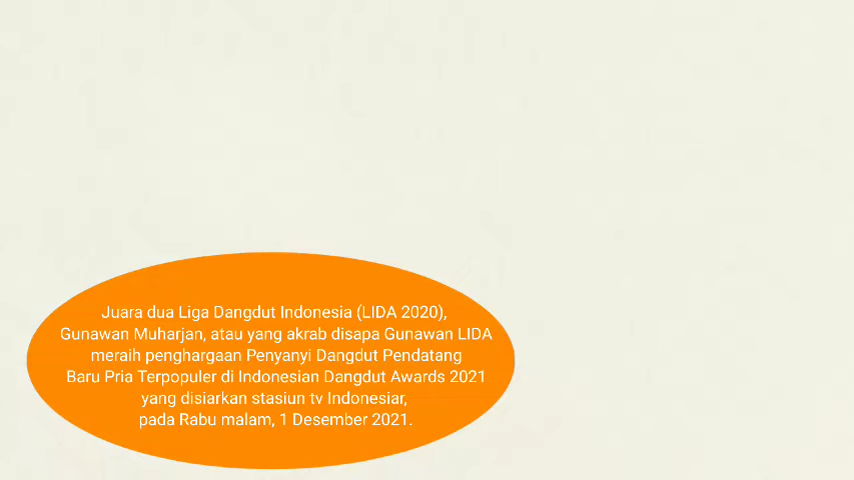 Juara dua Liga Dangdut Indonesia (LIDA 2020),
Gunawan Muharjan, atau yang akrab disapa Gunawan LIDA
meraih penghargaan Penyanyi Dangdut Pendatang
Baru Pria Terpopuler di Indonesian Dangdut Awards 2021
yang disiarkan stasiun tv Indonesiar,
pada Rabu malam, 1 Desember 2021.